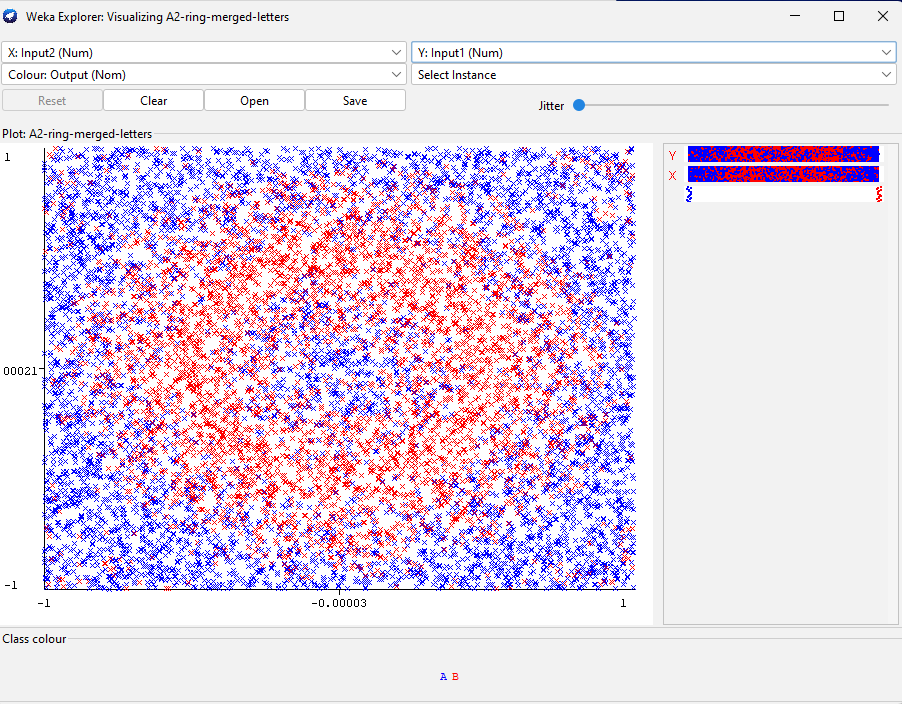 Weka Explorer: Visualizing A2-ring-merged-letters
X: Input2 (Num) Y: Input1 (Num)
Colour: Output (Nom) Select Instance
Reset Clear Open Save Jitter
Plot: A2-ring-merged-letters
1
00021
-1
-1 -0.00003 1
Y
X
Class colour
A B